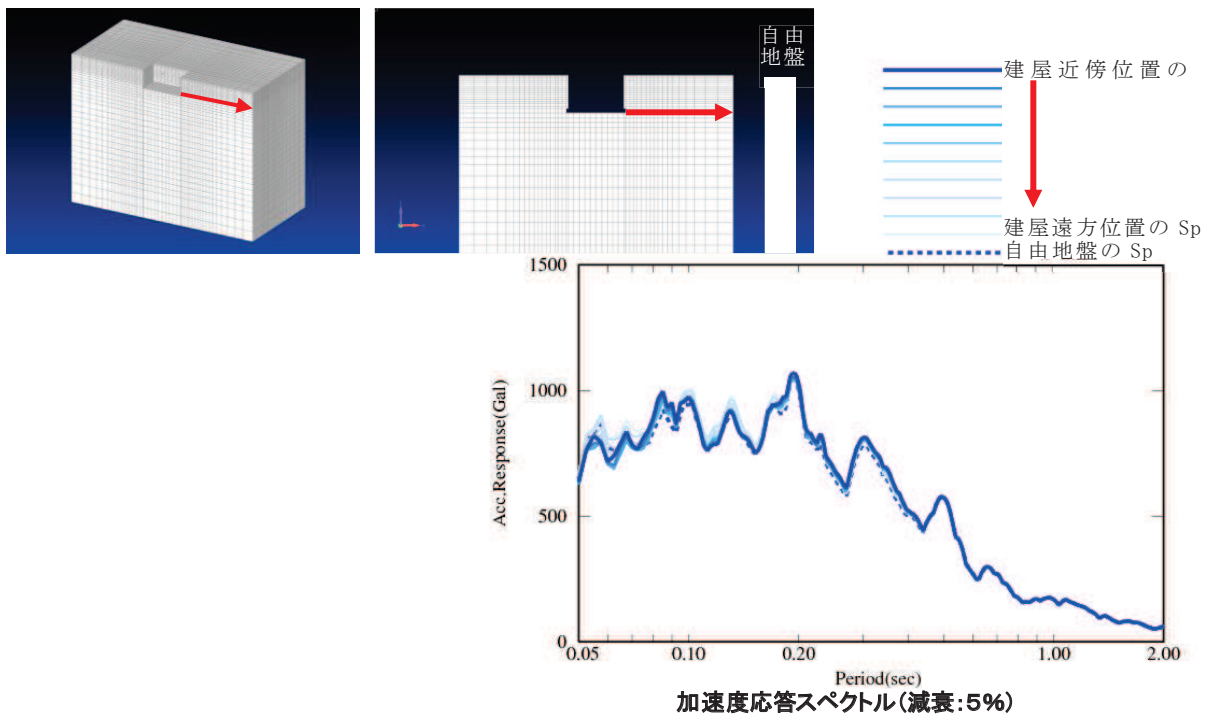 自由
地盤
建屋近傍位置の
建屋遠方位置の Sp
自由地盤の Sp
1500
1000
500
0
Acc.Response(Gal)
0.05
0.10
0.20
1.00
2.00
Period(sec)
加速度応答スペクトル(減衰:5%)